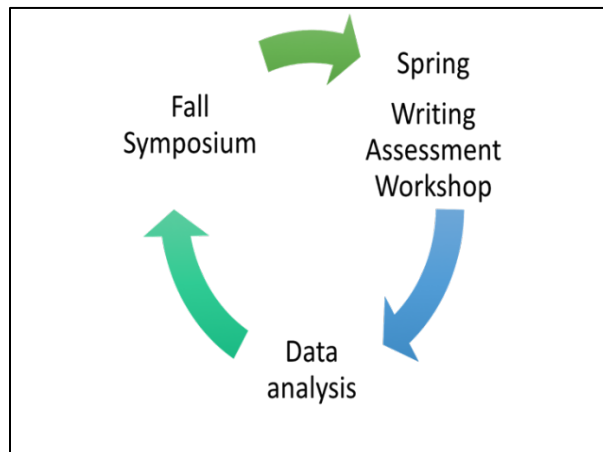 Spring
Writing
Assessment
Workshop
Data
analysis
Fall
Symposium